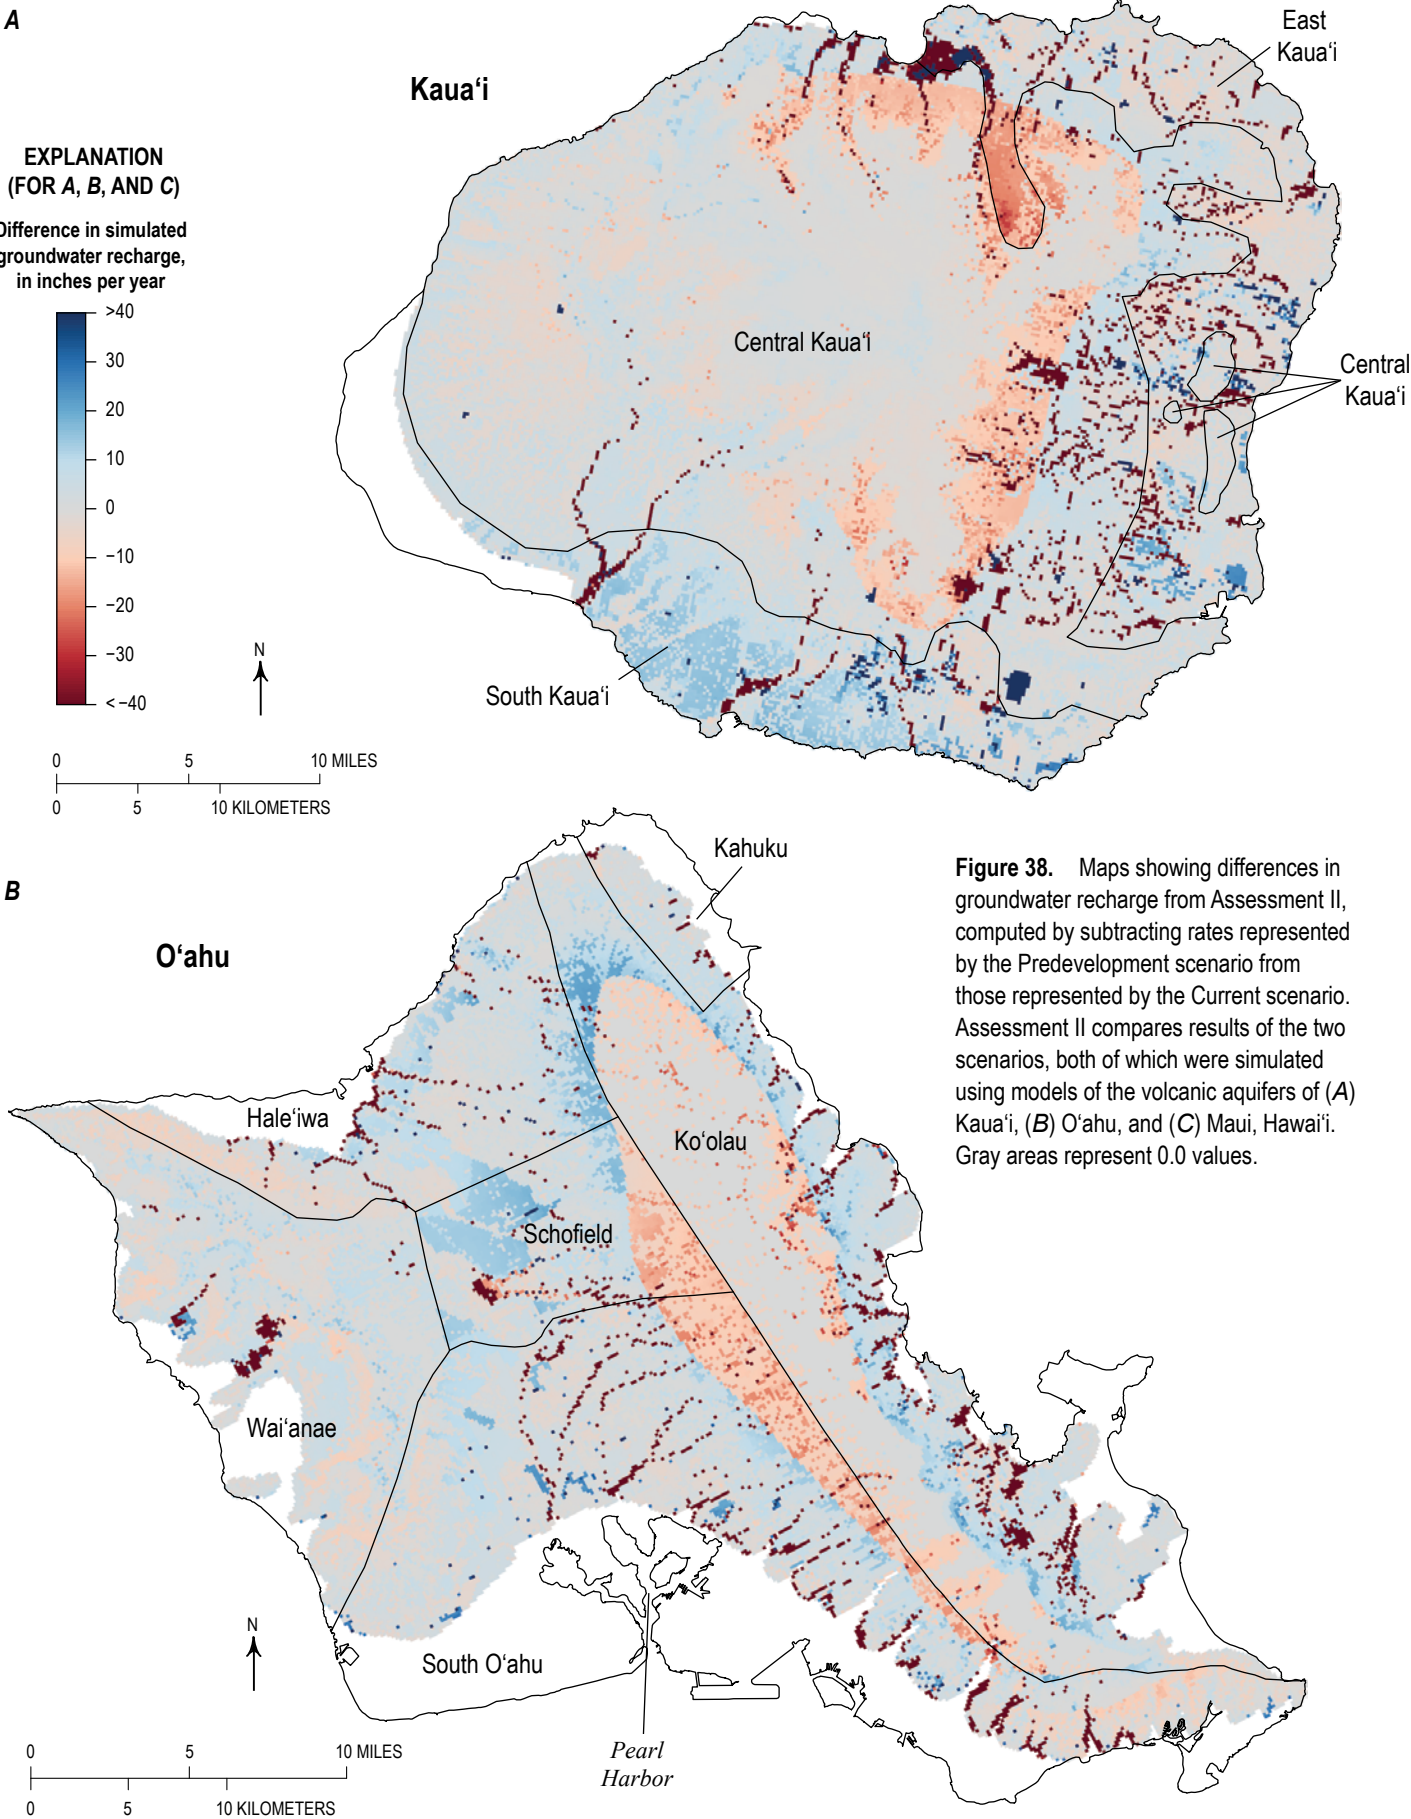 A
Kauaʻi
East
Kauaʻi
EXPLANATION
(FOR A, B, AND C)
Difference in simulated
groundwater recharge,
in inches per year
>40
30
20
10
0
−10
−20
−30
< −40
Central Kauaʻi
Central
Kauaʻi
South Kauaʻi
N
0 5 10 MILES
0 5 10 KILOMETERS
B
Oʻahu
Kahuku
Haleʻiwa
Koʻolau
Schofield
Waiʻanae
South Oʻahu
Pearl
Harbor
N
0 5 10 MILES
0 5 10 KILOMETERS
Figure 38. Maps showing differences in
groundwater recharge from Assessment II,
computed by subtracting rates represented
by the Predevelopment scenario from
those represented by the Current scenario.
Assessment II compares results of the two
scenarios, both of which were simulated
using models of the volcanic aquifers of (A)
Kauaʻi, (B) Oʻahu, and (C) Maui, Hawaiʻi.
Gray areas represent 0.0 values.